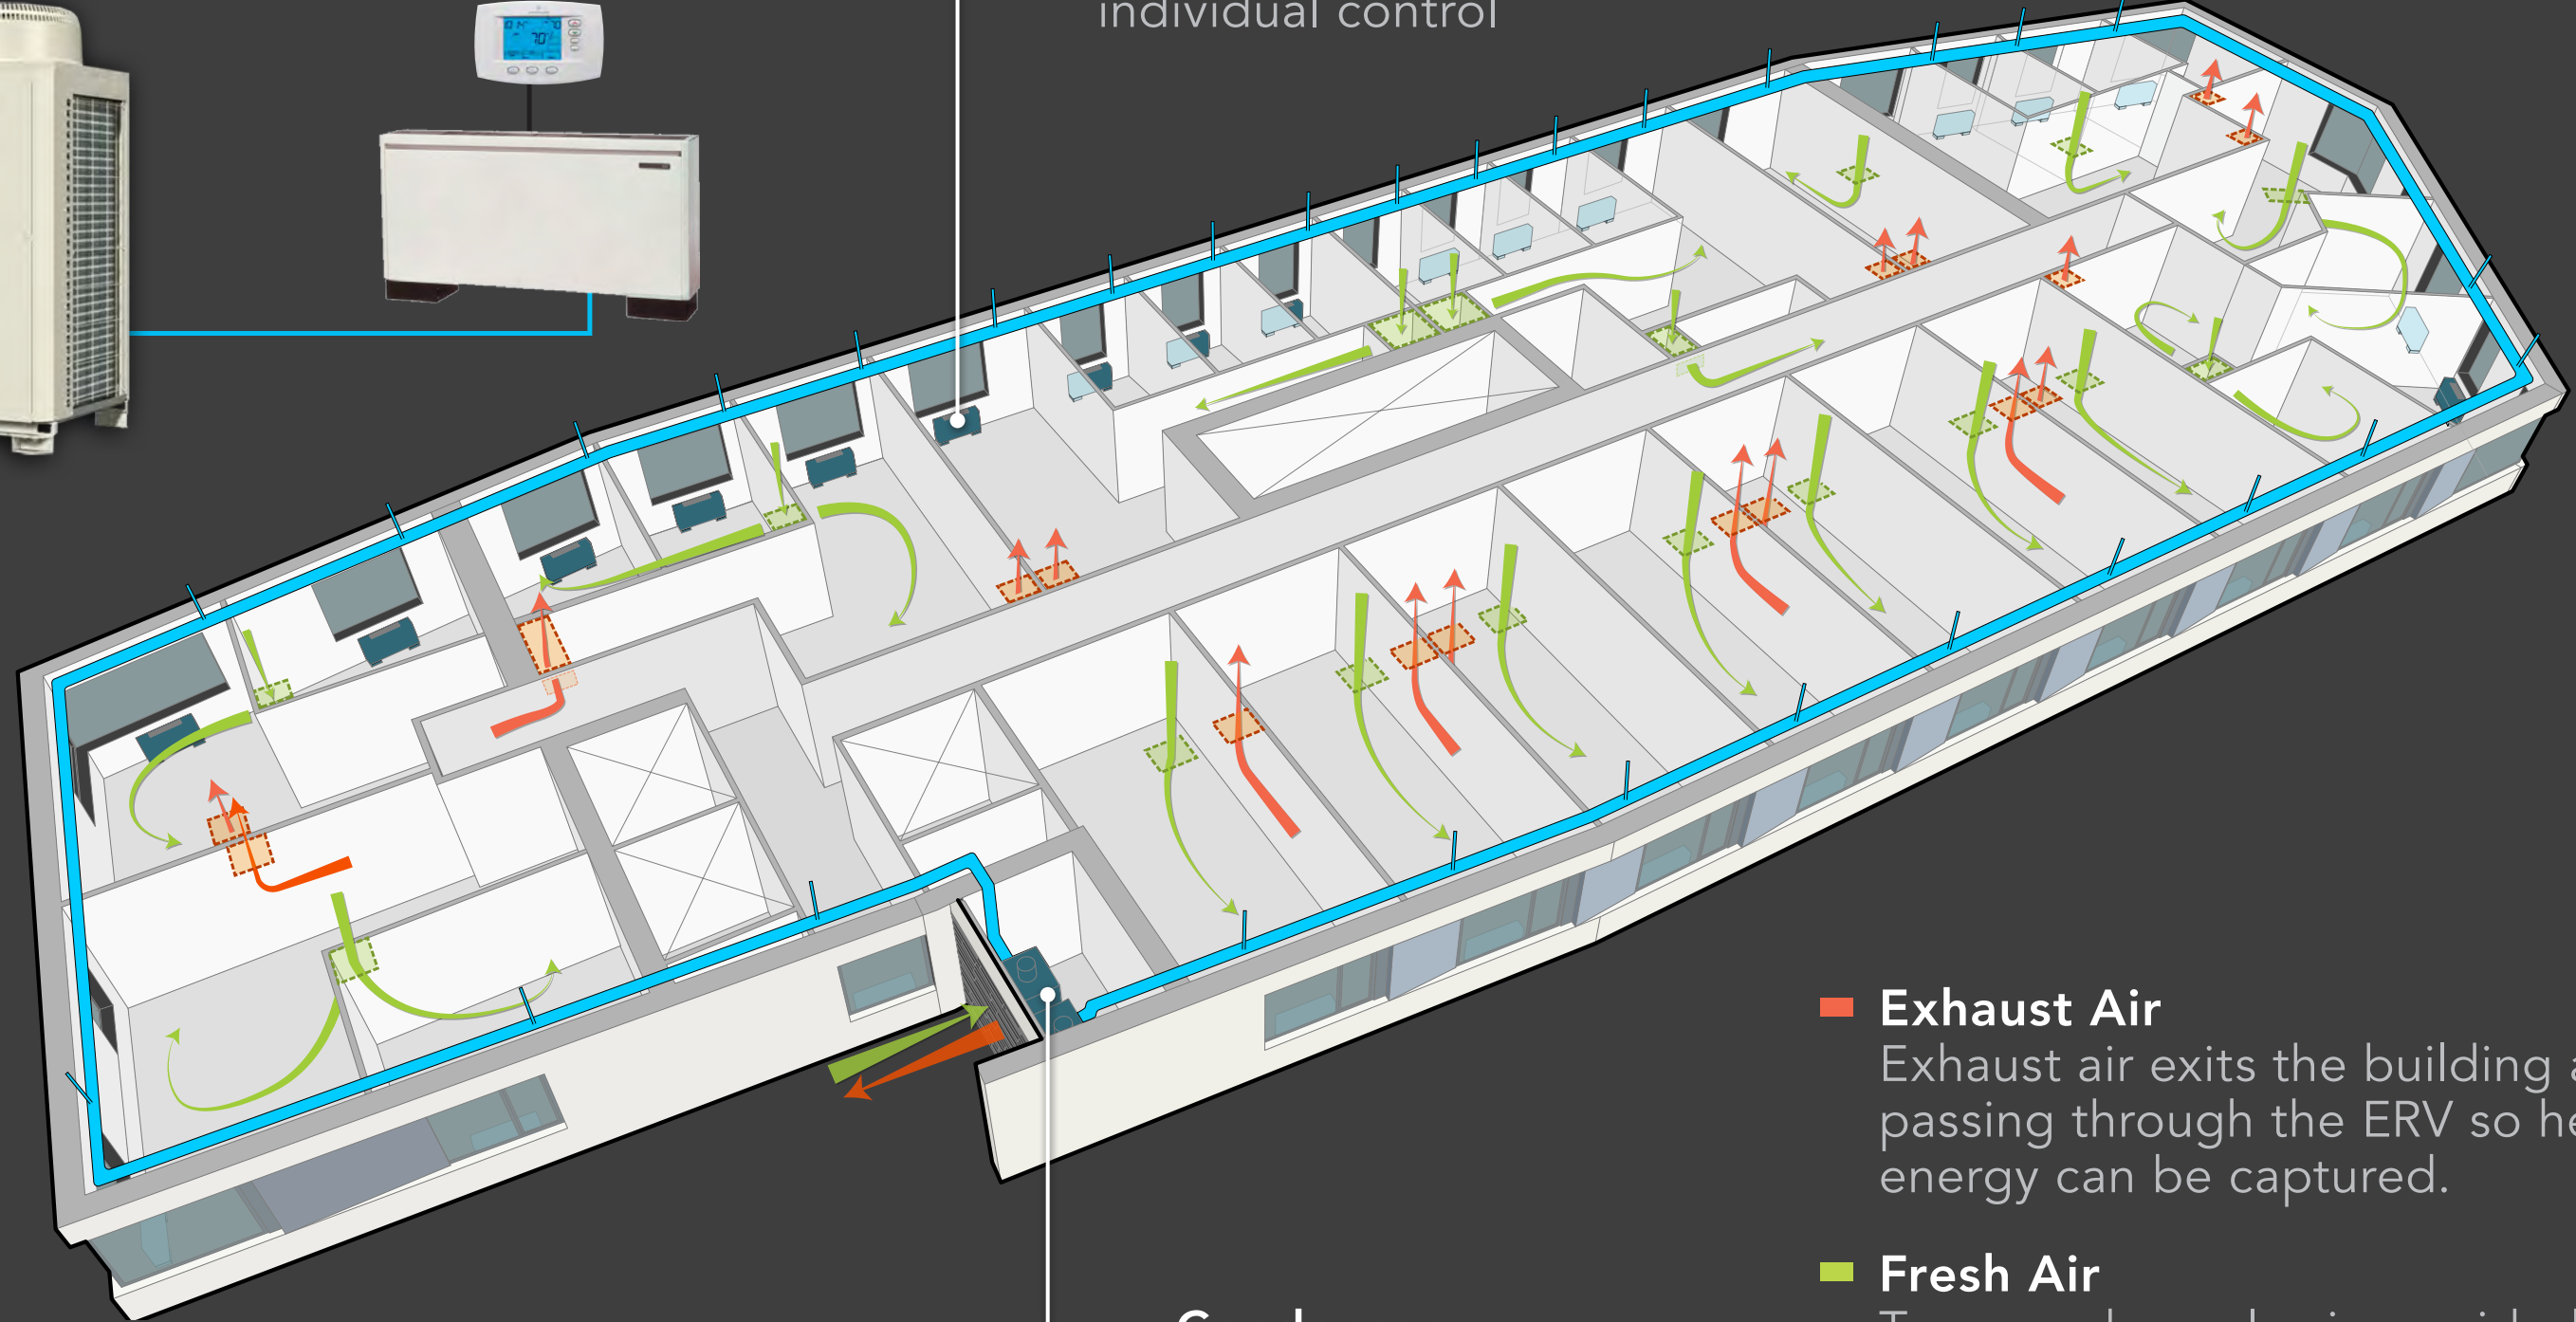 individual control
70
Exhaust Air
Exhaust air exits the building
passing through the ERV so
energy can be captured.
Fresh Air